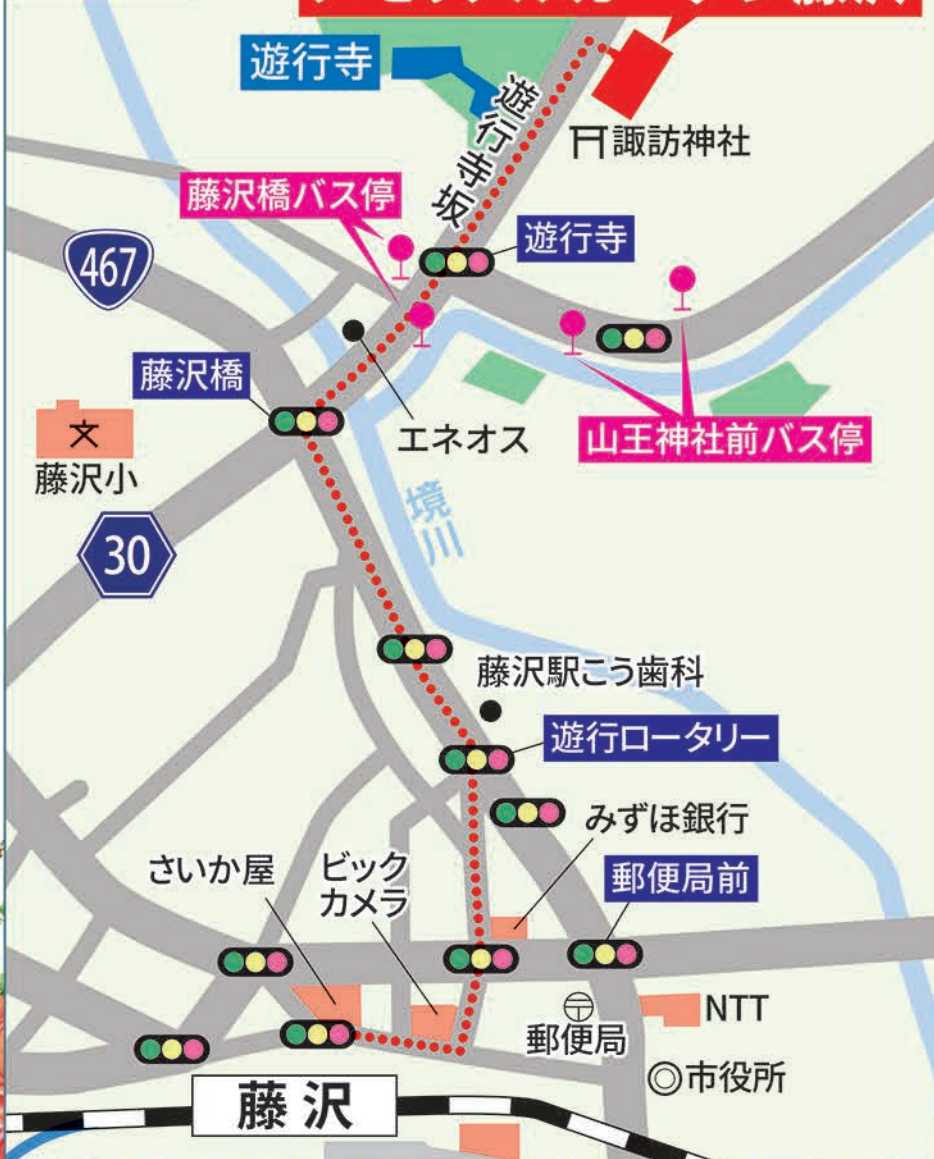 遊行寺
遊行寺坂
諏訪神社
藤沢橋バス停
遊行寺
467
藤沢橋
エネオス
山王神社前バス停
文
藤沢小
境川
30
藤沢駅こう歯科
遊行ロータリー
みずほ銀行
さいか屋
ビック
カメラ
郵便局前
NTT
郵便局
市役所
藤沢